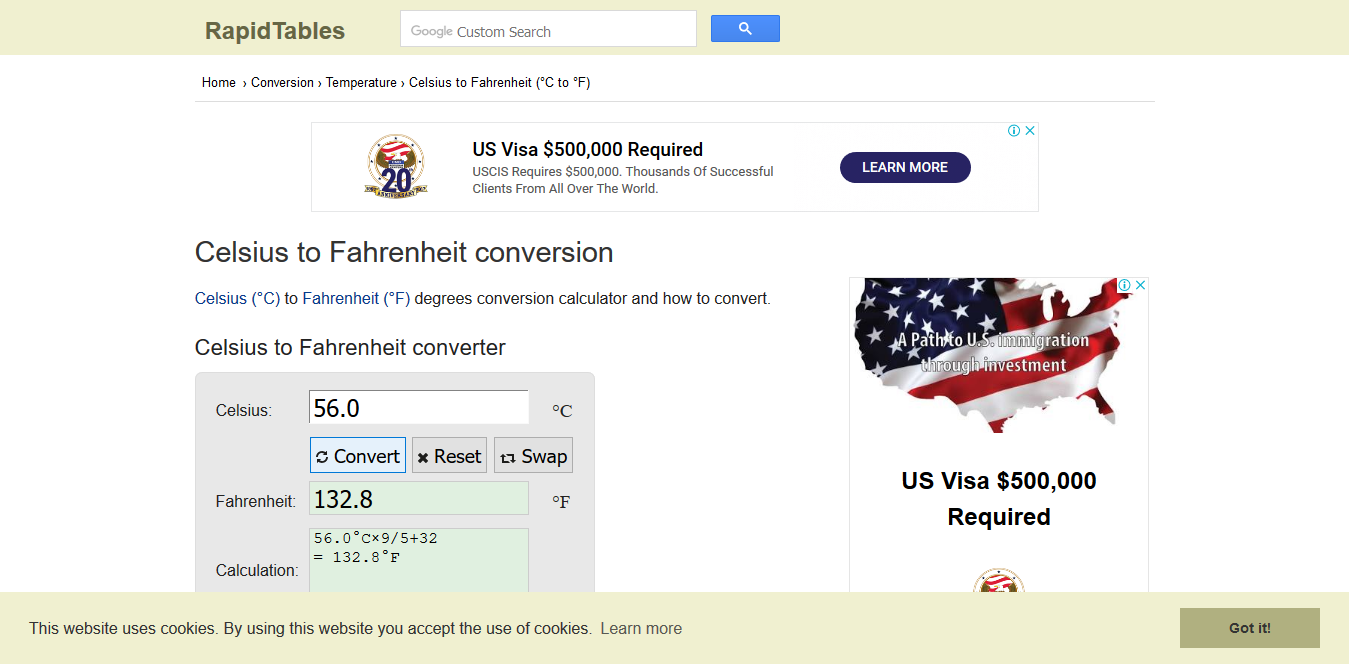 RapidTables
Google Custom Search
Home › Conversion › Temperature › Celsius to Fahrenheit (°C to °F)
20
ANNIVERSARY
US Visa $500,000 Required
USCIS Requires $500,000. Thousands Of Successful
Clients From All Over The World.
LEARN MORE
Celsius to Fahrenheit conversion
Celsius (°C) to Fahrenheit (°F) degrees conversion calculator and how to convert.
Celsius to Fahrenheit converter
Celsius: 56.0 °C
Convert Reset Swap
Fahrenheit: 132.8 °F
Calculation: 56.0°C×9/5+32
= 132.8°F
A Path to U.S. immigration
through investment
US Visa $500,000
Required
This website uses cookies. By using this website you accept the use of cookies. Learn more
Got it!